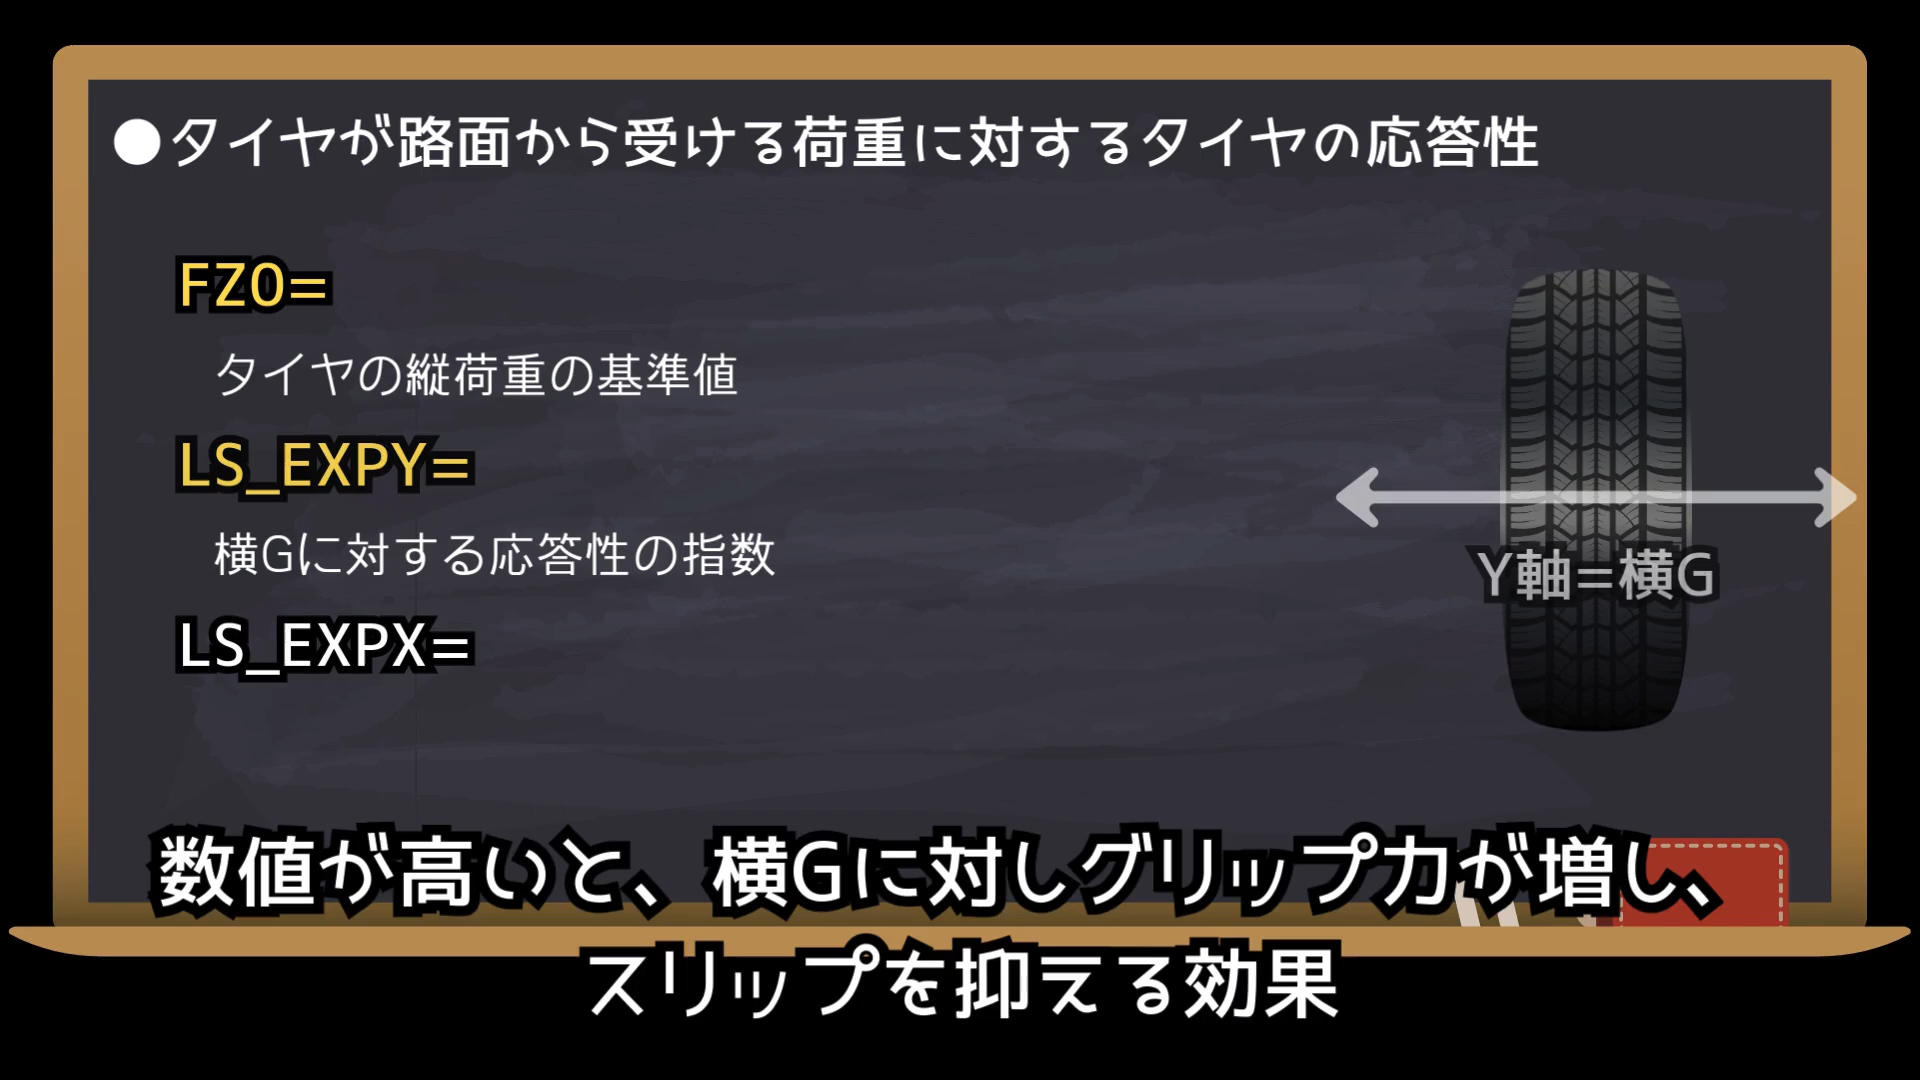 ●タイヤが路面から受ける荷重に対するタイヤの応答性
FZO=
タイヤの縦荷重の基準値
LS_EXPY=
横Gに対する応答性の指数
LS_EXPX=
Y軸=横G
数値が高いと、横Gに対しグリップ力が増し、
スリップを抑える効果